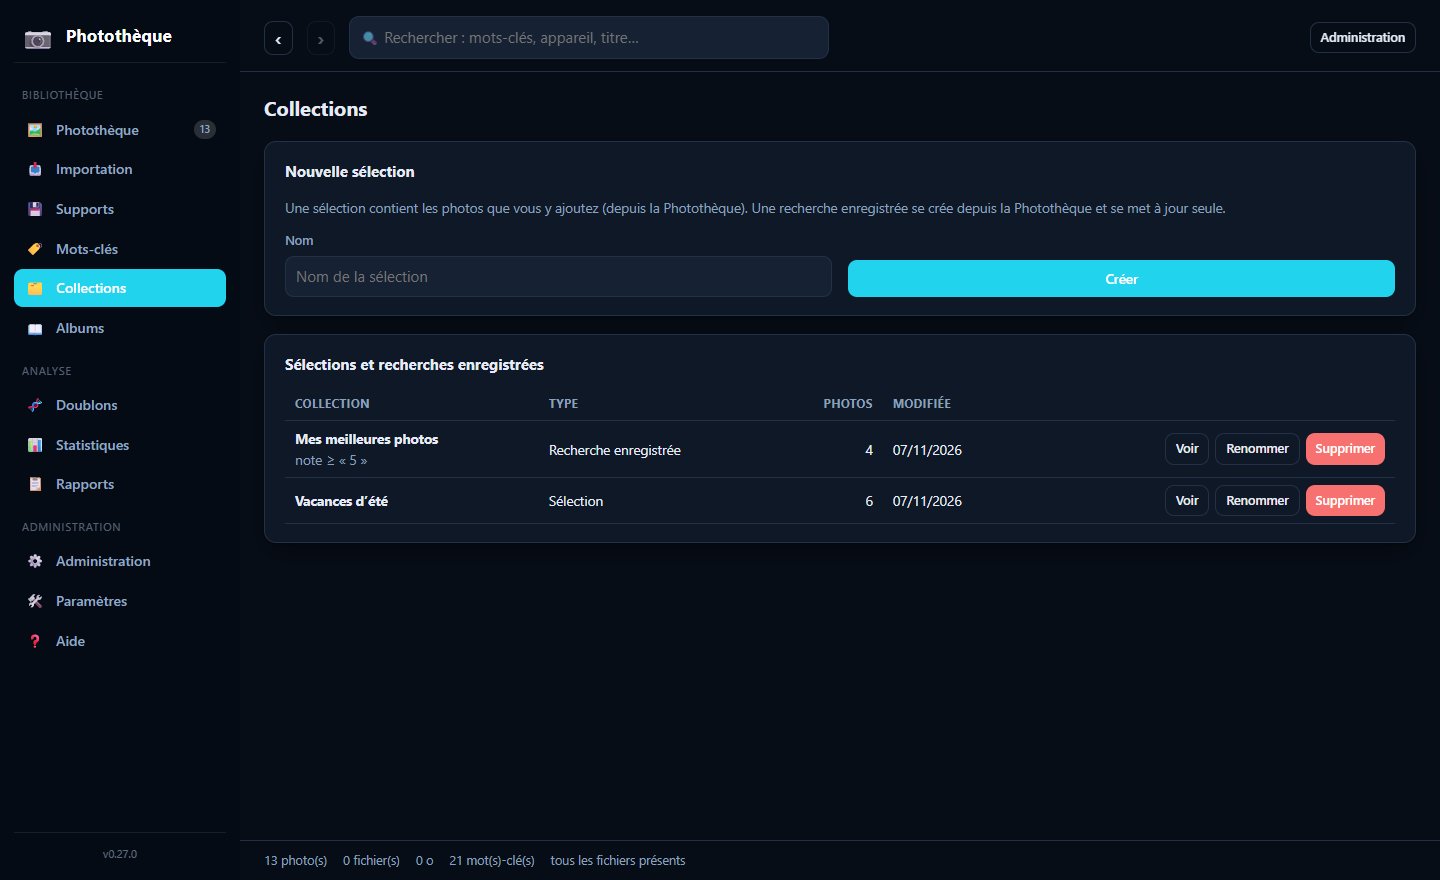 Photothèque
‹
›
Rechercher : mots-clés, appareil, titre...
Administration
BIBLIOTHÈQUE
Photothèque 13
Importation
Supports
Mots-clés
Collections
Albums
ANALYSE
Doublons
Statistiques
Rapports
ADMINISTRATION
Administration
Paramètres
Aide
v0.27.0
Collections
Nouvelle sélection
Une sélection contient les photos que vous y ajoutez (depuis la Photothèque). Une recherche enregistrée se crée depuis la Photothèque et se met à jour seule.
Nom
Nom de la sélection
Créer
Sélections et recherches enregistrées
COLLECTION TYPE PHOTOS MODIFIÉE
Mes meilleures photos
note ≥ « 5 »
Recherche enregistrée 4 07/11/2026 Voir Renommer Supprimer
Vacances d’été Sélection 6 07/11/2026 Voir Renommer Supprimer
13 photo(s) 0 fichier(s) 0 o 21 mot(s)-clé(s) tous les fichiers présents